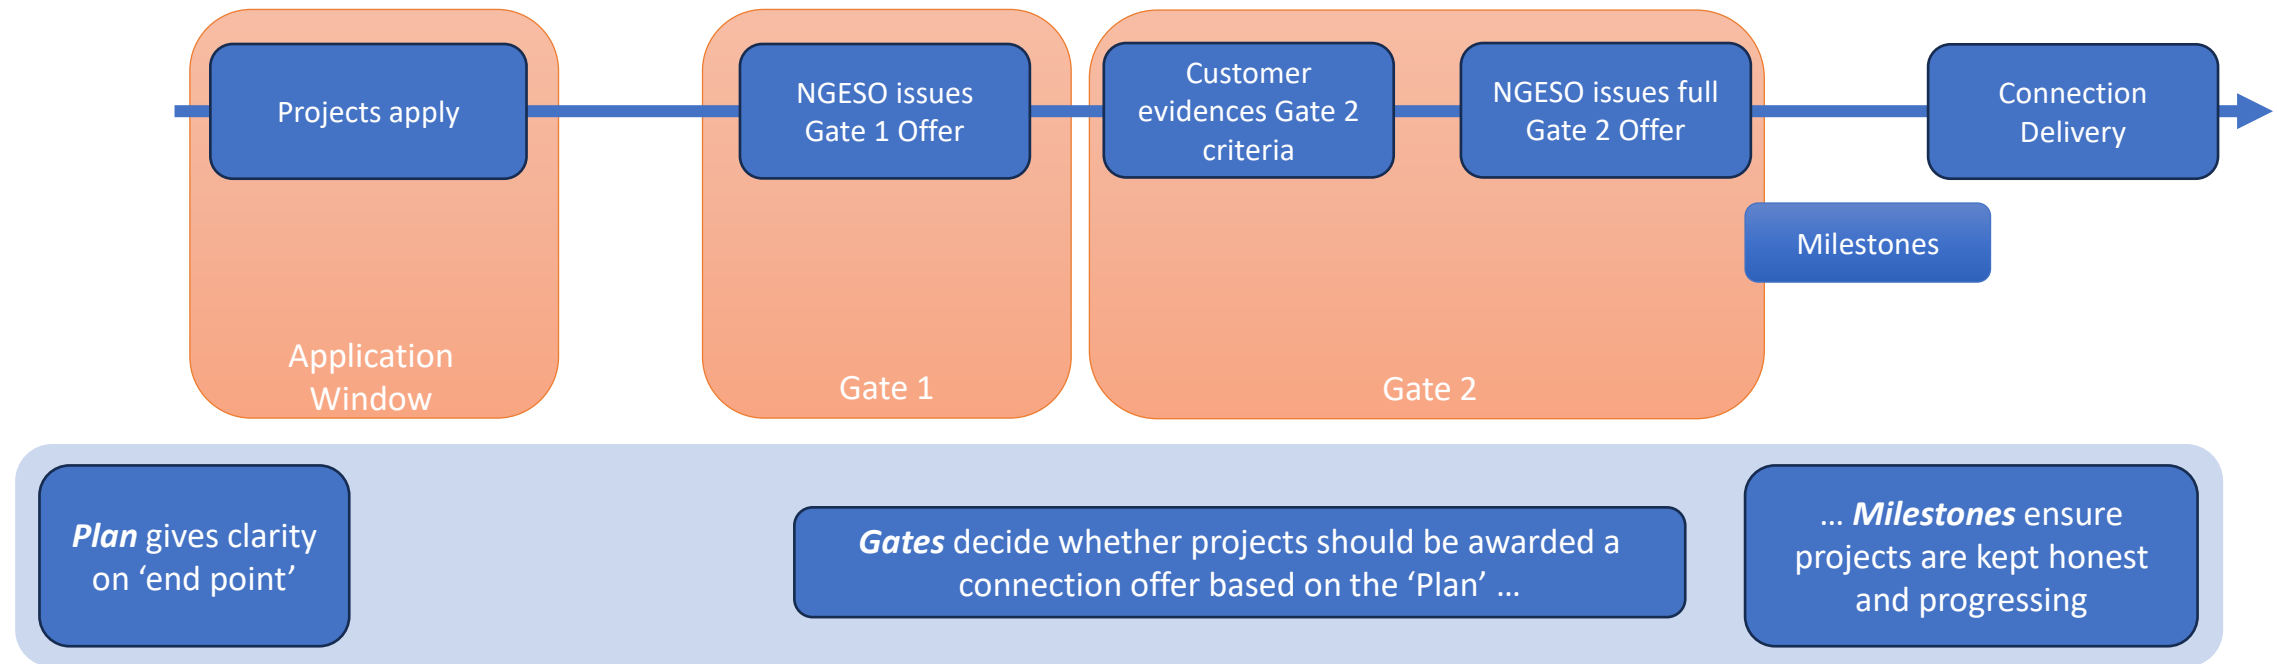 Projects apply
NGESO issues
Gate 1 Offer
Customer
evidences Gate 2
criteria
NGESO issues full
Gate 2 Offer
Connection
Delivery
Milestones
Application
Window
Gate 1
Gate 2
Plan gives clarity
on ‘end point’
Gates decide whether projects should be awarded a
connection offer based on the ‘Plan’ …
… Milestones ensure
projects are kept honest
and progressing